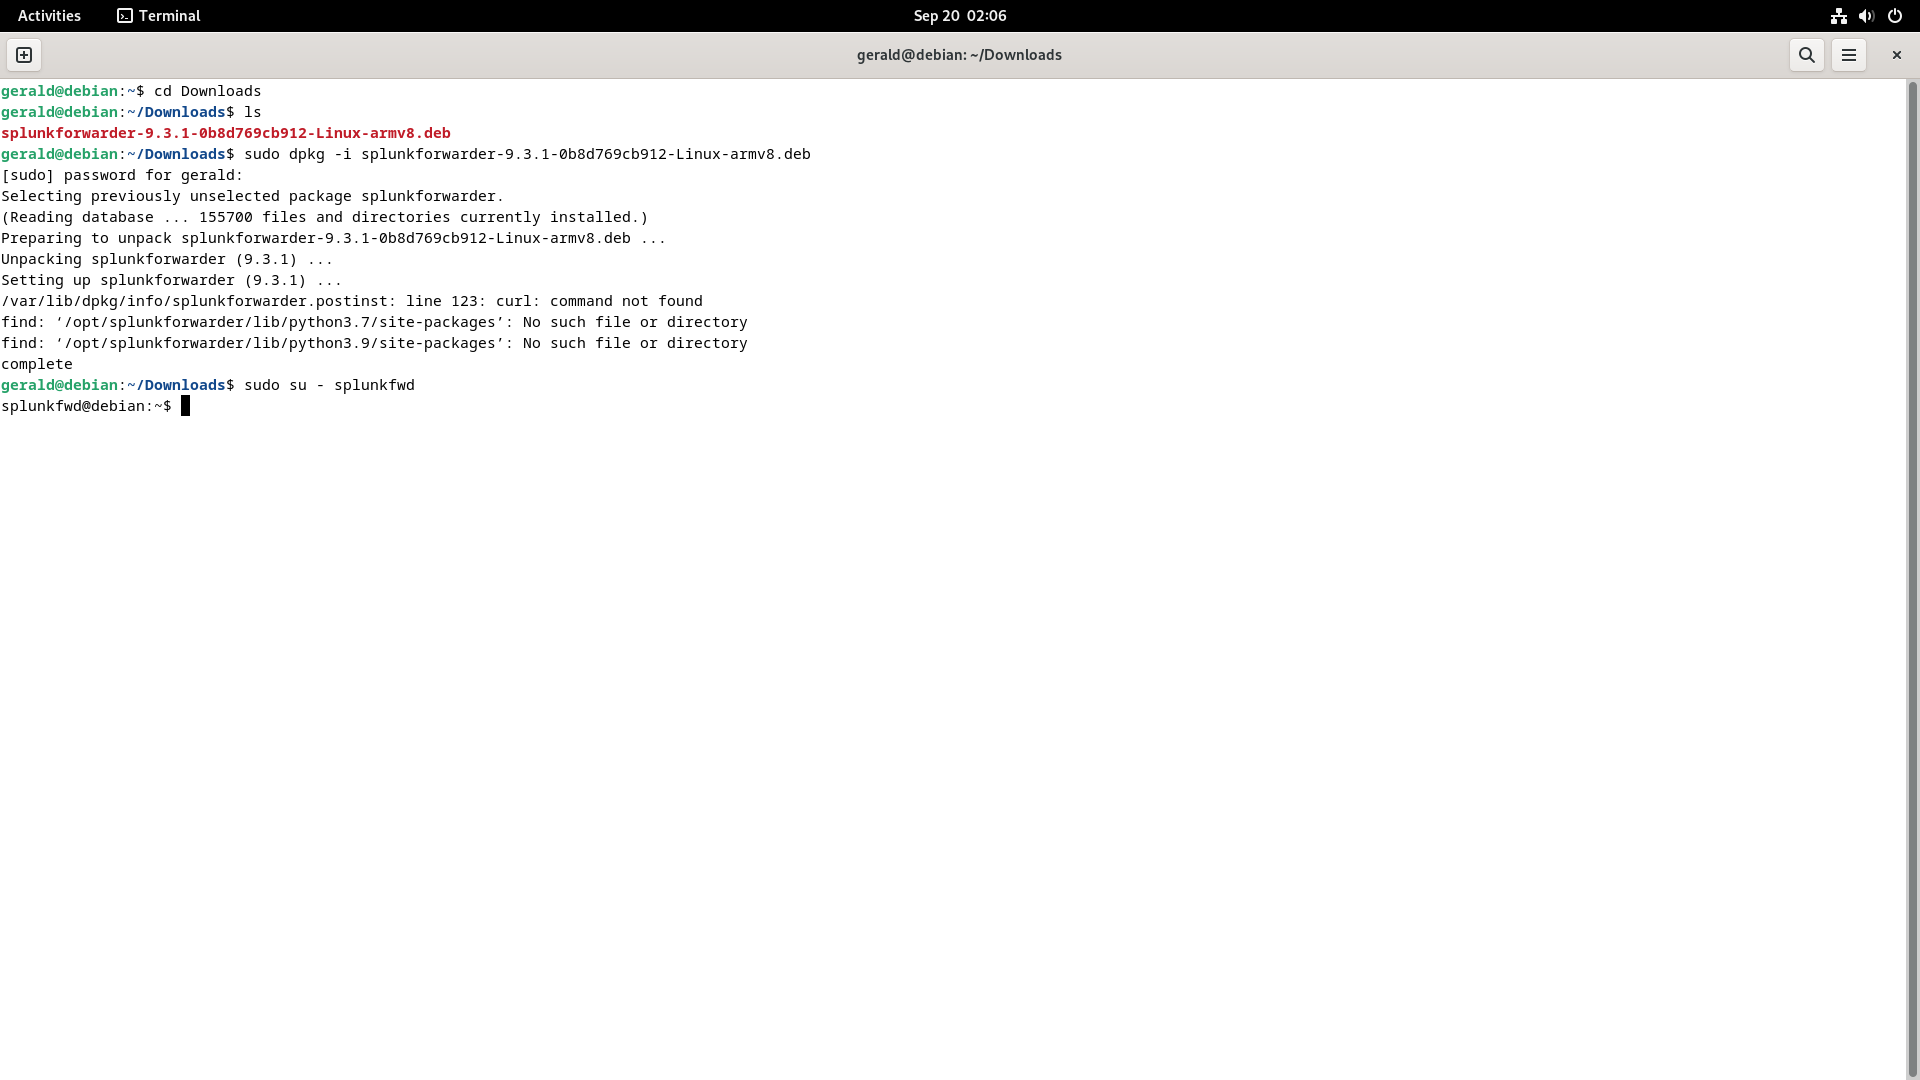 Activities Terminal Sep 20 02:06
gerald@debian: ~/Downloads
gerald@debian:~$ cd Downloads
gerald@debian:~/Downloads$ ls
splunkforwarder-9.3.1-0b8d769cb912-Linux-armv8.deb
gerald@debian:~/Downloads$ sudo dpkg -i splunkforwarder-9.3.1-0b8d769cb912-Linux-armv8.deb
[sudo] password for gerald:
Selecting previously unselected package splunkforwarder.
(Reading database ... 155700 files and directories currently installed.)
Preparing to unpack splunkforwarder-9.3.1-0b8d769cb912-Linux-armv8.deb ...
Unpacking splunkforwarder (9.3.1) ...
Setting up splunkforwarder (9.3.1) ...
/var/lib/dpkg/info/splunkforwarder.postinst: line 123: curl: command not found
find: ‘/opt/splunkforwarder/lib/python3.7/site-packages’: No such file or directory
find: ‘/opt/splunkforwarder/lib/python3.9/site-packages’: No such file or directory
complete
gerald@debian:~/Downloads$ sudo su - splunkfwd
splunkfwd@debian:~$